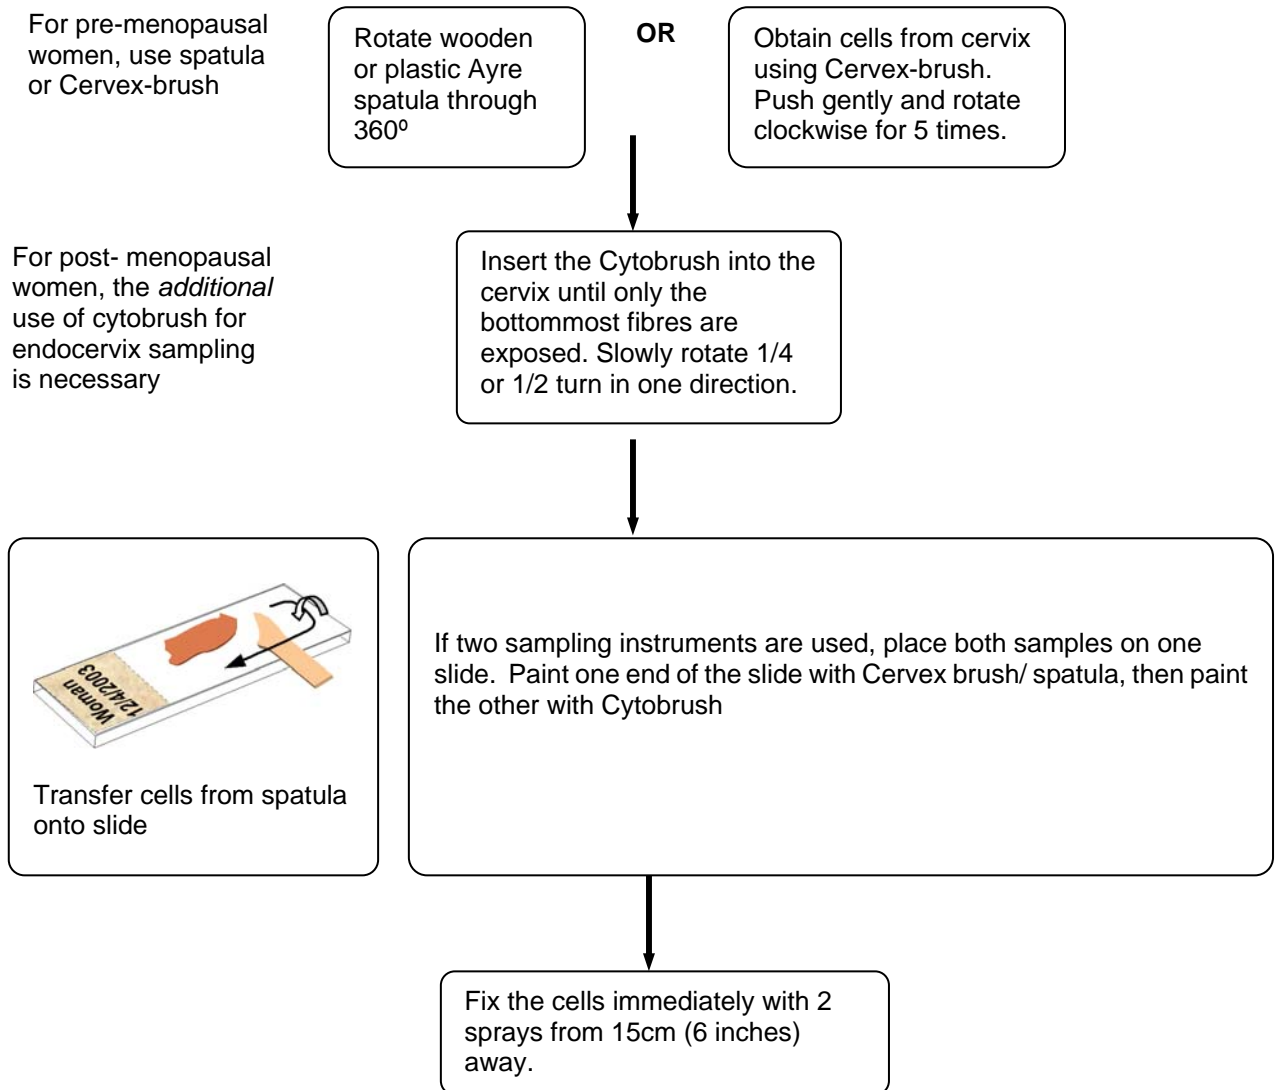 For pre-menopausal
women, use spatula
or Cervex-brush
Rotate wooden
or plastic Ayre
spatula through
360º
OR
Obtain cells from cervix
using Cervex-brush.
Push gently and rotate
clockwise for 5 times.
For post- menopausal
women, the additional
use of cytobrush for
endocervix sampling
is necessary
Insert the Cytobrush into the
cervix until only the
bottommost fibres are
exposed. Slowly rotate 1/4
or 1/2 turn in one direction.
Woman
12/4/2003
Transfer cells from spatula
onto slide
If two sampling instruments are used, place both samples on one
slide.  Paint one end of the slide with Cervex brush/ spatula, then paint
the other with Cytobrush
Fix the cells immediately with 2
sprays from 15cm (6 inches)
away.